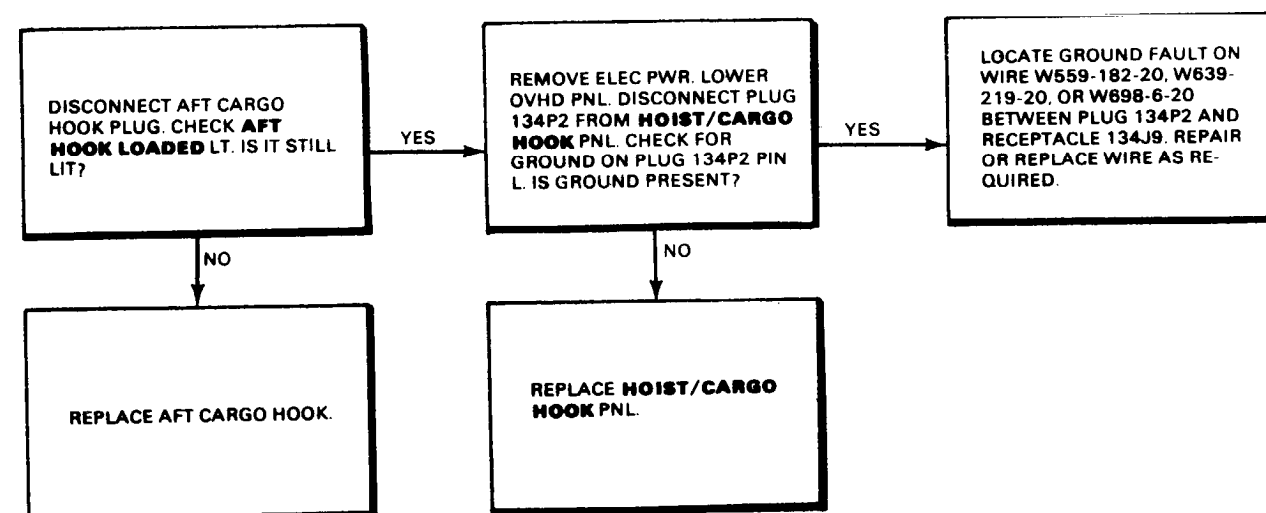 DISCONNECT AFT CARGO
HOOK PLUG. CHECK AFT
HOOK LOADED LT. IS IT STILL
LIT?
YES
REMOVE ELEC PWR. LOWER
OVHD PNL. DISCONNECT PLUG
134P2 FROM HOIST/CARGO
HOOK PNL. CHECK FOR
GROUND ON PLUG 134P2 PIN
L. IS GROUND PRESENT?
YES
LOCATE GROUND FAULT ON
WIRE W559-182-20, W639-
219-20, OR W698-6-20
BETWEEN PLUG 134P2 AND
RECEPTACLE 134J9. REPAIR
OR REPLACE WIRE AS RE-
QUIRED.
NO
NO
REPLACE AFT CARGO HOOK.
REPLACE HOIST/CARGO
HOOK PNL.